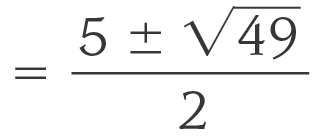 = (5 ± √49) / 2